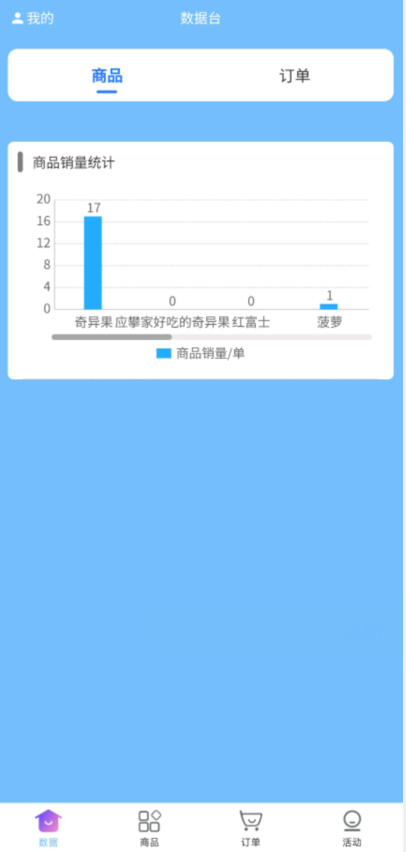 我的
数据台
商品
订单
商品销量统计
20
16
12
8
4
0
17
0
0
1
奇异果
应攀家好吃的奇异果
红富士
菠萝
商品销量/单
数据
商品
订单
活动